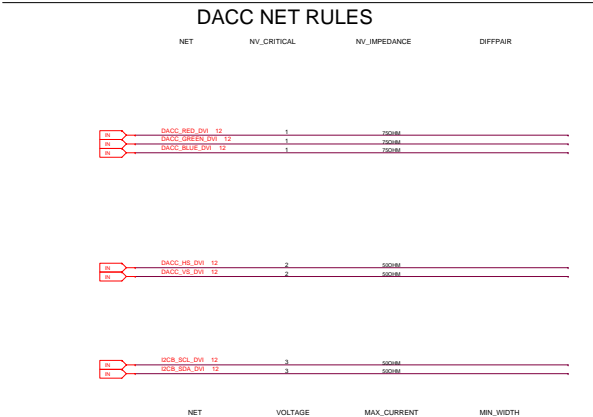 DACC NET RULES
NET NV_CRITICAL NV_IMPEDANCE DIFFPAIR
IN DACC_RED_DVI 12 1 75OHM
IN DACC_GREEN_DVI 12 1 75OHM
IN DACC_BLUE_DVI 12 1 75OHM
IN DACC_HS_DVI 12 2 50OHM
IN DACC_VS_DVI 12 2 50OHM
IN I2CB_SCL_DVI 12 3 50OHM
IN I2CB_SDA_DVI 12 3 50OHM
NET VOLTAGE MAX_CURRENT MIN_WIDTH